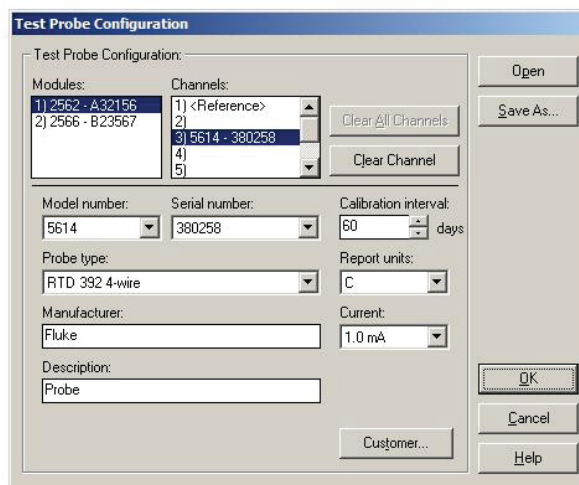 Test Probe Configuration
Test Probe Configuration:
Modules:
1) 2562 - A32156
2) 2566 - B23567
Channels:
1) <Reference>
2)
3) 5614 - 380258
4)
5)
Clear All Channels
Clear Channel
Open
Save As...
Model number:
5614
Serial number:
380258
Calibration interval:
60
days
Probe type:
RTD 392 4-wire
Report units:
C
Manufacturer:
Fluke
Current:
1.0 mA
Description:
Probe
Customer...
OK
Cancel
Help